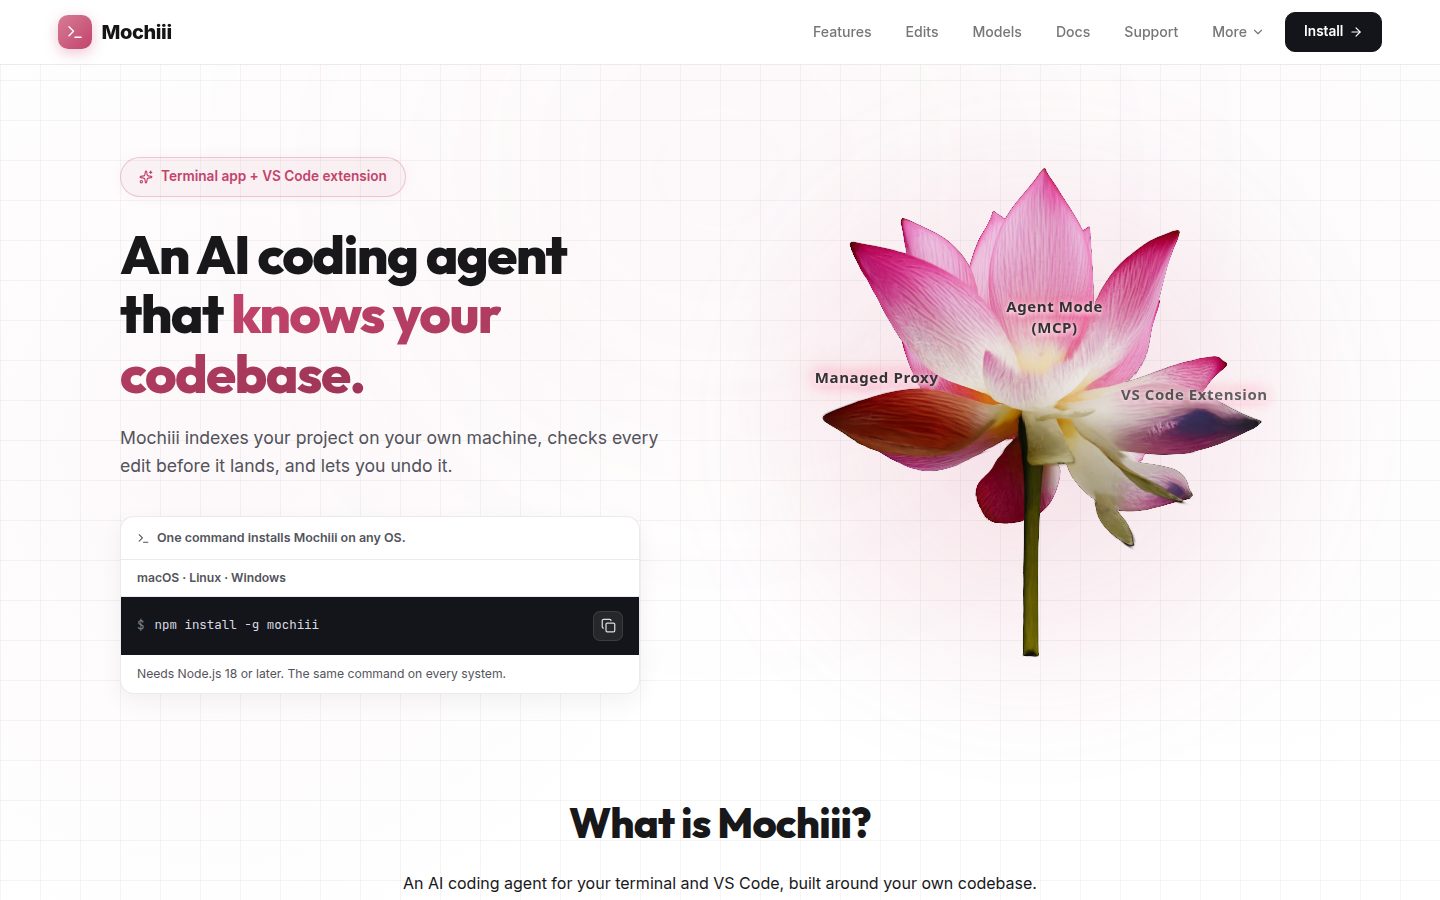 Mochiii
Features
Edits
Models
Docs
Support
More
Install
Terminal app + VS Code extension
An AI coding agent
that knows your
codebase.
Mochiii indexes your project on your own machine, checks every
edit before it lands, and lets you undo it.
One command installs Mochiii on any OS.
macOS · Linux · Windows
$ npm install -g mochiii
Needs Node.js 18 or later. The same command on every system.
Agent Mode
(MCP)
Managed Proxy
VS Code Extension
What is Mochiii?
An AI coding agent for your terminal and VS Code, built around your own codebase.